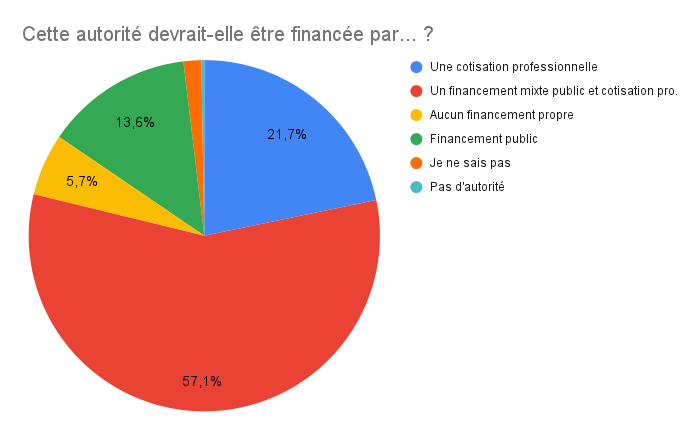 Cette autorité devrait-elle être financée par… ?
Une cotisation professionnelle
Un financement mixte public et cotisation pro.
Aucun financement propre
Financement public
Je ne sais pas
Pas d'autorité
13,6%
21,7%
5,7%
57,1%